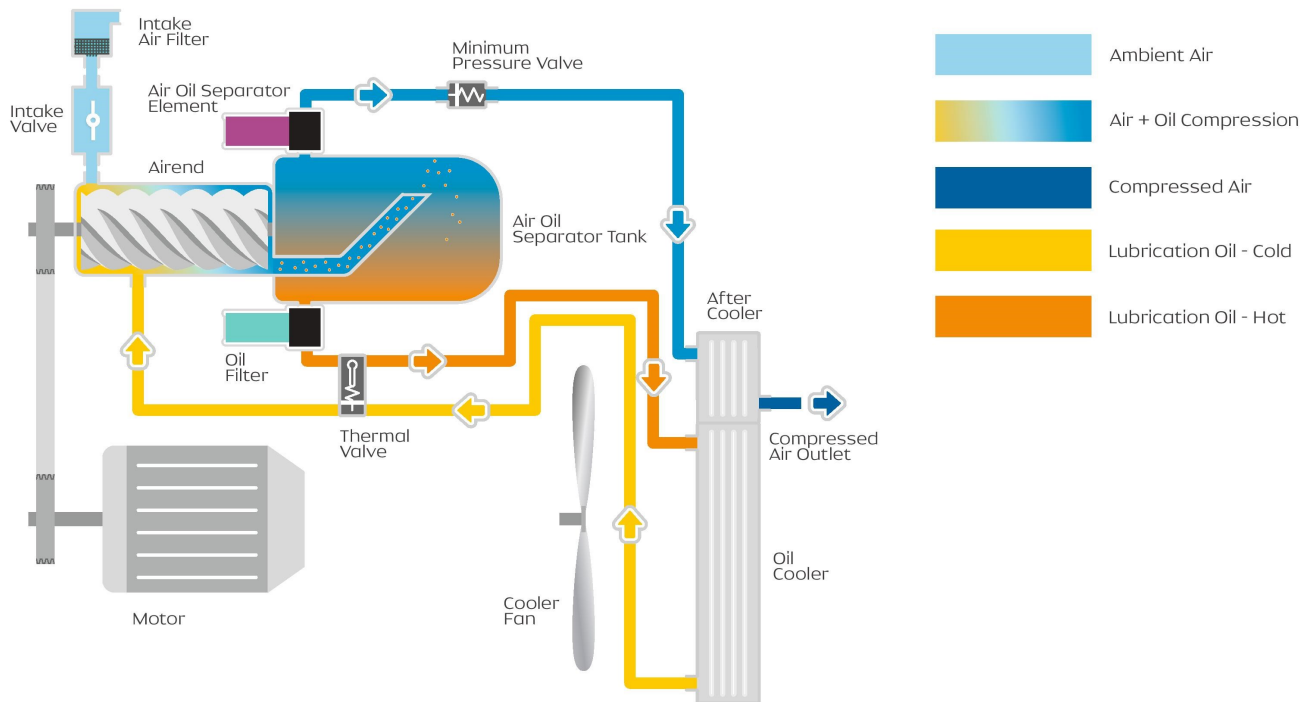 Intake
Air Filter
Minimum
Pressure Valve
Ambient Air
Air Oil Separator
Element
Intake
Valve
Air + Oil Compression
Airend
Compressed Air
Air Oil
Separator Tank
Lubrication Oil - Cold
After
Cooler
Lubrication Oil - Hot
Oil
Filter
Thermal
Valve
Compressed
Air Outlet
Oil
Cooler
Cooler
Fan
Motor